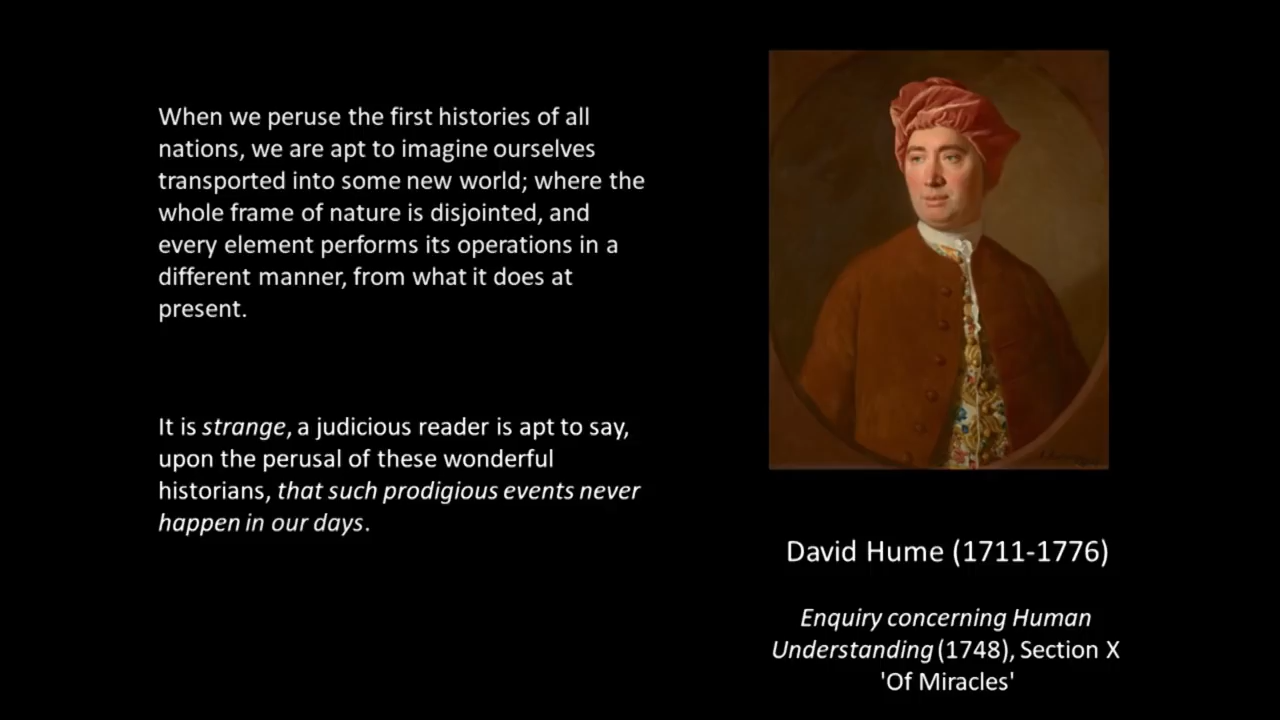 When we peruse the first histories of all
nations, we are apt to imagine ourselves
transported into some new world; where the
whole frame of nature is disjointed, and
every element performs its operations in a
different manner, from what it does at
present.
It is strange, a judicious reader is apt to say,
upon the perusal of these wonderful
historians, that such prodigious events never
happen in our days.
David Hume (1711-1776)
Enquiry concerning Human
Understanding (1748), Section X
'Of Miracles'